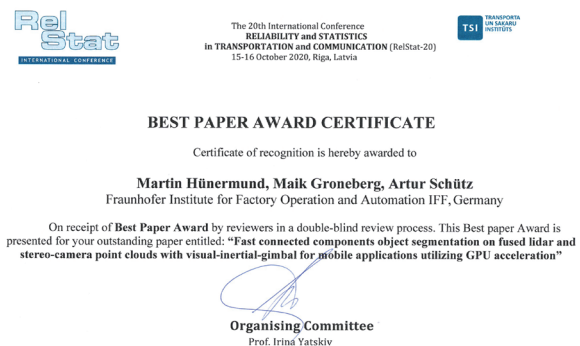 Rel
Stat
INTERNATIONAL CONFERENCE
The 20th International Conference
RELIABILITY and STATISTICS
in TRANSPORTATION and COMMUNICATION (RelStat-20)
15-16 October 2020, Riga, Latvia
TSI
TRANSPORTA
UN SAKARU
INSTITŪTS
BEST PAPER AWARD CERTIFICATE
Certificate of recognition is hereby awarded to
Martin Hünermund, Maik Groneberg, Artur Schütz
Fraunhofer Institute for Factory Operation and Automation IFF, Germany
On receipt of Best Paper Award by reviewers in a double-blind review process. This Best paper Award is
presented for your outstanding paper entitled: “Fast connected components object segmentation on fused lidar and
stereo-camera point clouds with visual-inertial-gimbal for mobile applications utilizing GPU acceleration”
Organising Committee
Prof. Irina Yatskiv